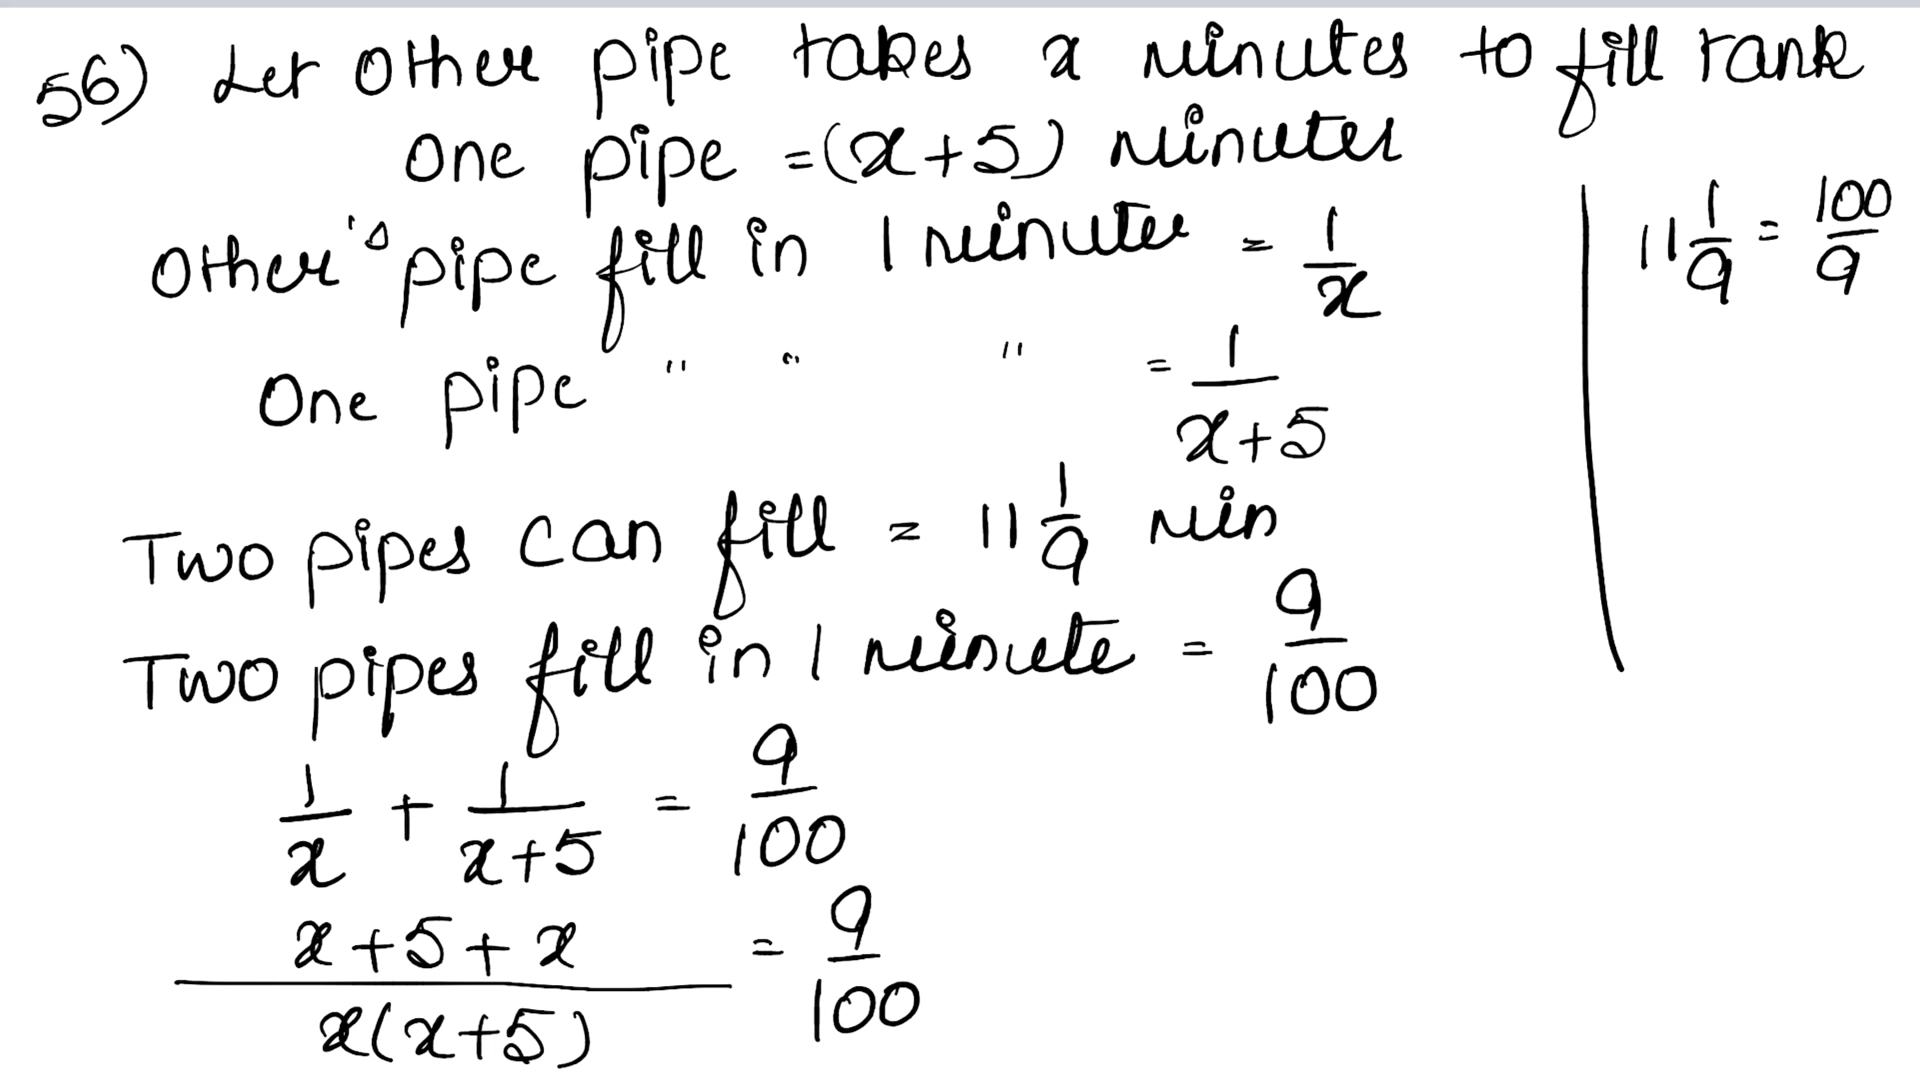 56) Let Other pipe takes x minutes to fill tank
One pipe = (x+5) minutes
Other's pipe fill in 1 minute = 1/x
One pipe " " " = 1/(x+5)
Two pipes can fill = 11 1/9 min
Two pipes fill in 1 minute = 9/100
1/x + 1/(x+5) = 9/100
(x+5+x)/(x(x+5)) = 9/100
11 1/9 = 100/9